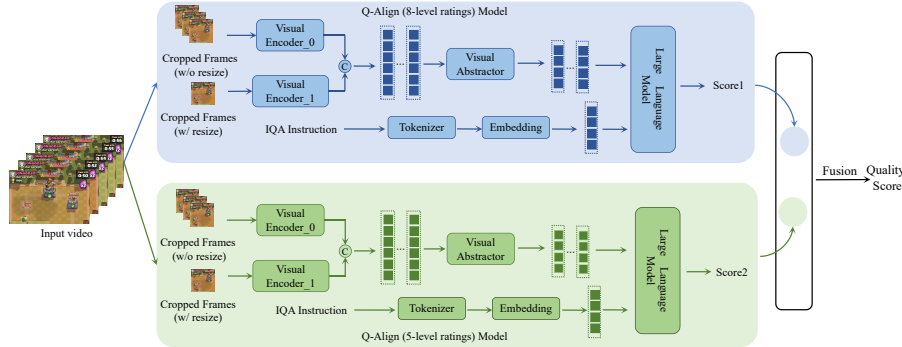 Q-Align (8-level ratings) Model
Cropped Frames
(w/o resize)
Visual
Encoder_0
Cropped Frames
(w/ resize)
Visual
Encoder_1
C
Visual
Abstractor
Large Language
Model
Score1
IQA Instruction
Tokenizer
Embedding
Input video
Fusion
Quality
Score
Cropped Frames
(w/o resize)
Visual
Encoder_0
Cropped Frames
(w/ resize)
Visual
Encoder_1
C
Visual
Abstractor
Large Language
Model
Score2
IQA Instruction
Tokenizer
Embedding
Q-Align (5-level ratings) Model